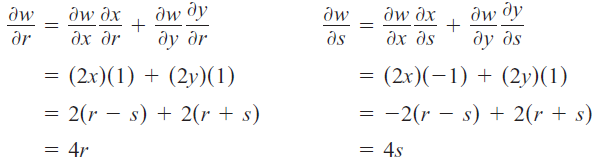 ∂w/∂r = ∂w/∂x ∂x/∂r + ∂w/∂y ∂y/∂r
= (2x)(1) + (2y)(1)
= 2(r − s) + 2(r + s)
= 4r
∂w/∂s = ∂w/∂x ∂x/∂s + ∂w/∂y ∂y/∂s
= (2x)(−1) + (2y)(1)
= −2(r − s) + 2(r + s)
= 4s